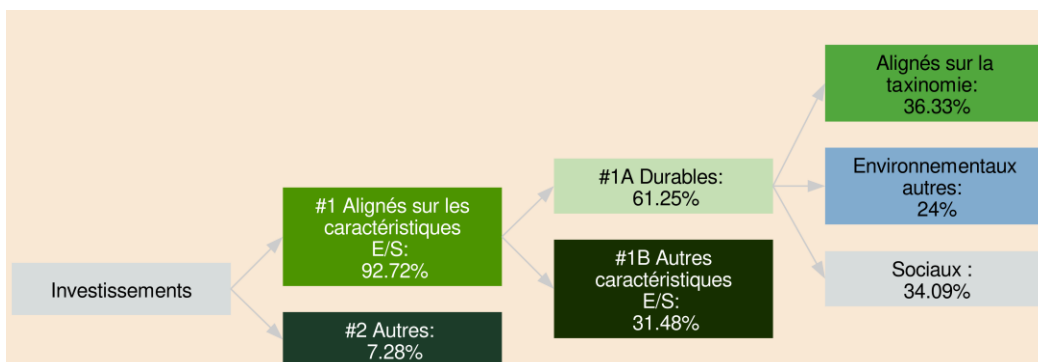 Investissements
#1 Alignés sur les
caractéristiques
E/S:
92.72%
#2 Autres:
7.28%
#1A Durables:
61.25%
#1B Autres
caractéristiques
E/S:
31.48%
Alignés sur la
taxinomie:
36.33%
Environnementaux
autres:
24%
Sociaux :
34.09%